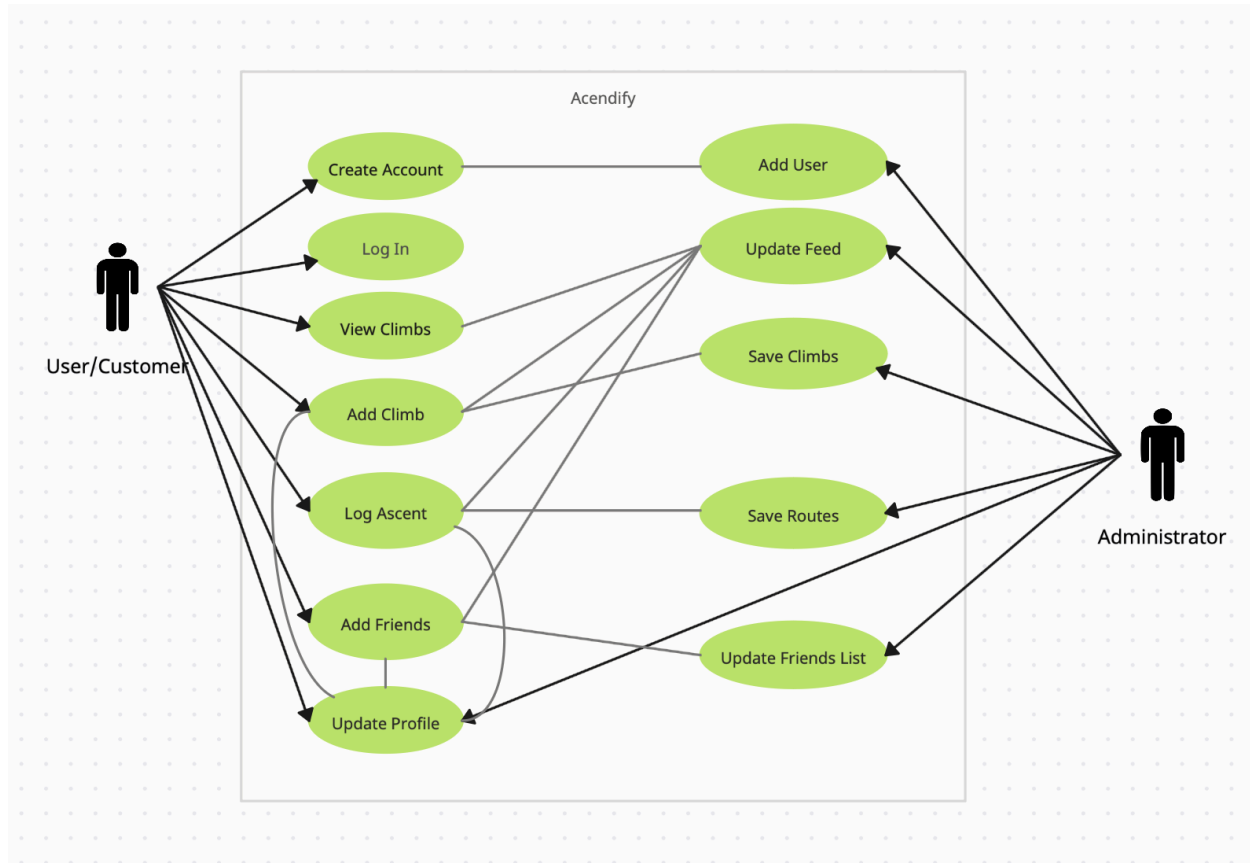 Acendify
Create Account
Add User
Log In
Update Feed
View Climbs
Save Climbs
User/Customer
Add Climb
Log Ascent
Save Routes
Administrator
Add Friends
Update Friends List
Update Profile